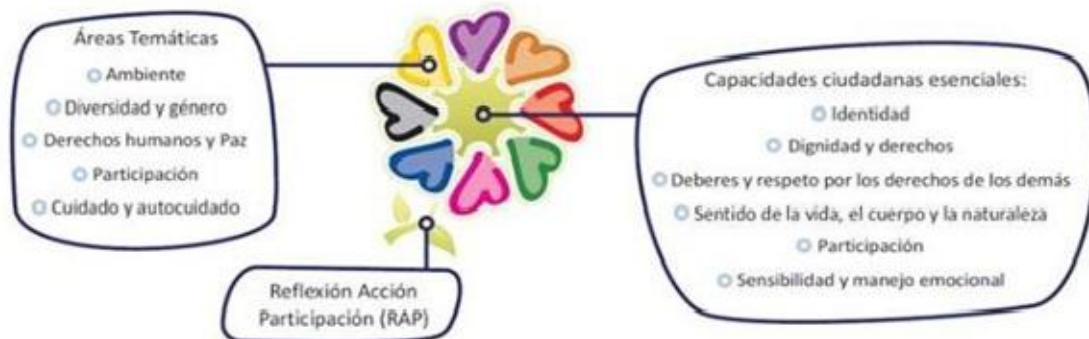 Áreas Temáticas
Ambiente
Diversidad y género
Derechos humanos y Paz
Participación
Cuidado y autocuidado
Reflexión Acción
Participación (RAP)
Capacidades ciudadanas esenciales:
Identidad
Dignidad y derechos
Deberes y respeto por los derechos de los demás
Sentido de la vida, el cuerpo y la naturaleza
Participación
Sensibilidad y manejo emocional